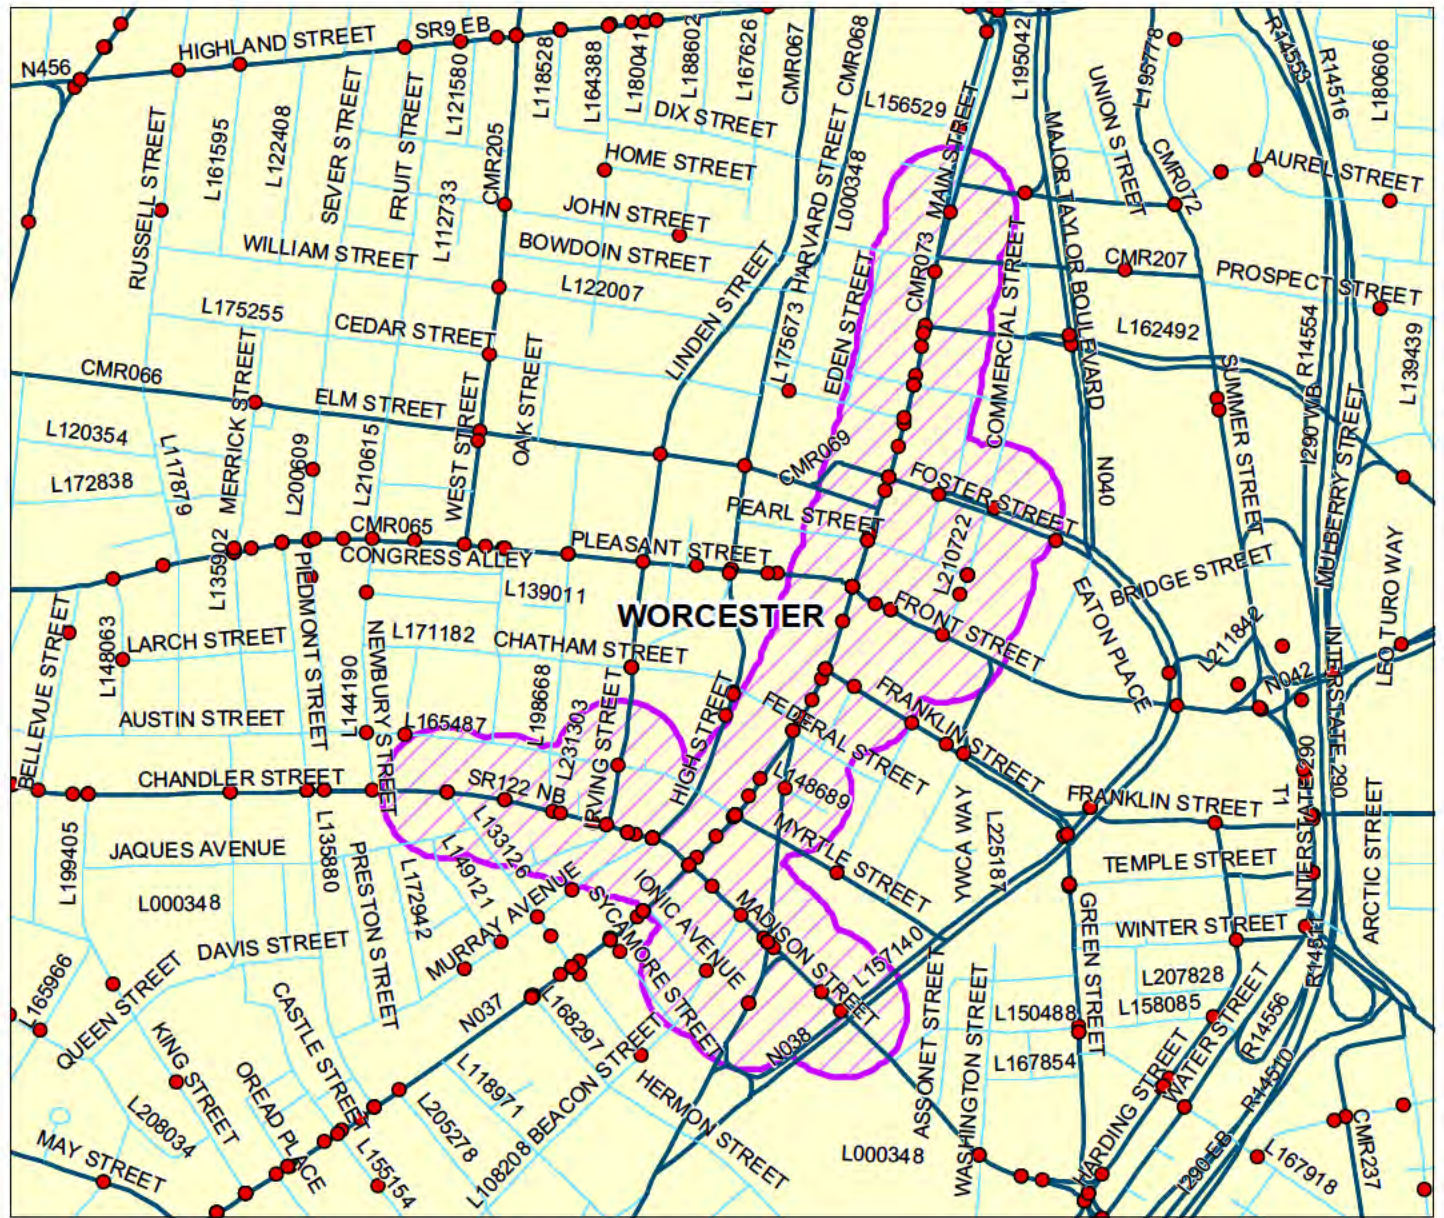 HIGHLAND STREET
SR9 EB
N456
L118528
L164388
L180041
L188602
L167626
CMR067
CMR068
L195042
L195778
R14553
R14516
L180606
L156529
DIX STREET
MAIN STREET
UNION STREET
MAJOR TAYLOR BOULEVARD
RUSSELL STREET
L161595
L122408
SEVER STREET
FRUIT STREET
L121580
L112733
CMR205
HOME STREET
JOHN STREET
BOWDOIN STREET
L122007
HARVARD STREET
L000348
CMR072
LAUREL STREET
WILLIAM STREET
LINDEN STREET
CMR073
COMMERCIAL STREET
CMR207
PROSPECT STREET
L175255
CEDAR STREET
L175673
EDEN STREET
L162492
R14554
L139439
CMR066
MERRICK STREET
ELM STREET
OAK STREET
WEST STREET
SUMMER STREET
I290 WB
MULBERRY STREET
L120354
L172838
L117879
L200609
L210615
CMR069
FOSTER STREET
N040
PEARL STREET
L210722
CMR065
CONGRESS ALLEY
PLEASANT STREET
L135902
PIEDMONT STREET
L139011
WORCESTER
FRONT STREET
EATON PLACE
BRIDGE STREET
LEO TURO WAY
BELLEVUE STREET
L148063
LARCH STREET
NEWBURY STREET
L171182
CHATHAM STREET
L211842
N042
INTERSTATE 290
AUSTIN STREET
L144190
L165487
L198668
L231303
IRVING STREET
HIGH STREET
FEDERAL STREET
FRANKLIN STREET
CHANDLER STREET
SR122 NB
L148689
FRANKLIN STREET
T1
INTERSTATE 290
ARCTIC STREET
L199405
JAQUES AVENUE
L135880
PRESTON STREET
L172942
L149121
L133126
MYRTLE STREET
YWCA WAY
L225187
TEMPLE STREET
L000348
DAVIS STREET
MURRAY AVENUE
SYCAMORE STREET
IONIC AVENUE
MADISON STREET
L157140
GREEN STREET
WINTER STREET
R14511
L165966
QUEEN STREET
CASTLE STREET
N037
L168297
ASSONET STREET
WASHINGTON STREET
L207828
L158085
L150488
L167854
WATER STREET
R14556
KING STREET
OREAD PLACE
L118971
BEACON STREET
N038
HERMON STREET
HARDING STREET
R14510
L208034
L205278
L108208
L155154
MAY STREET
L000348
I290 EB
L167918
CMR237